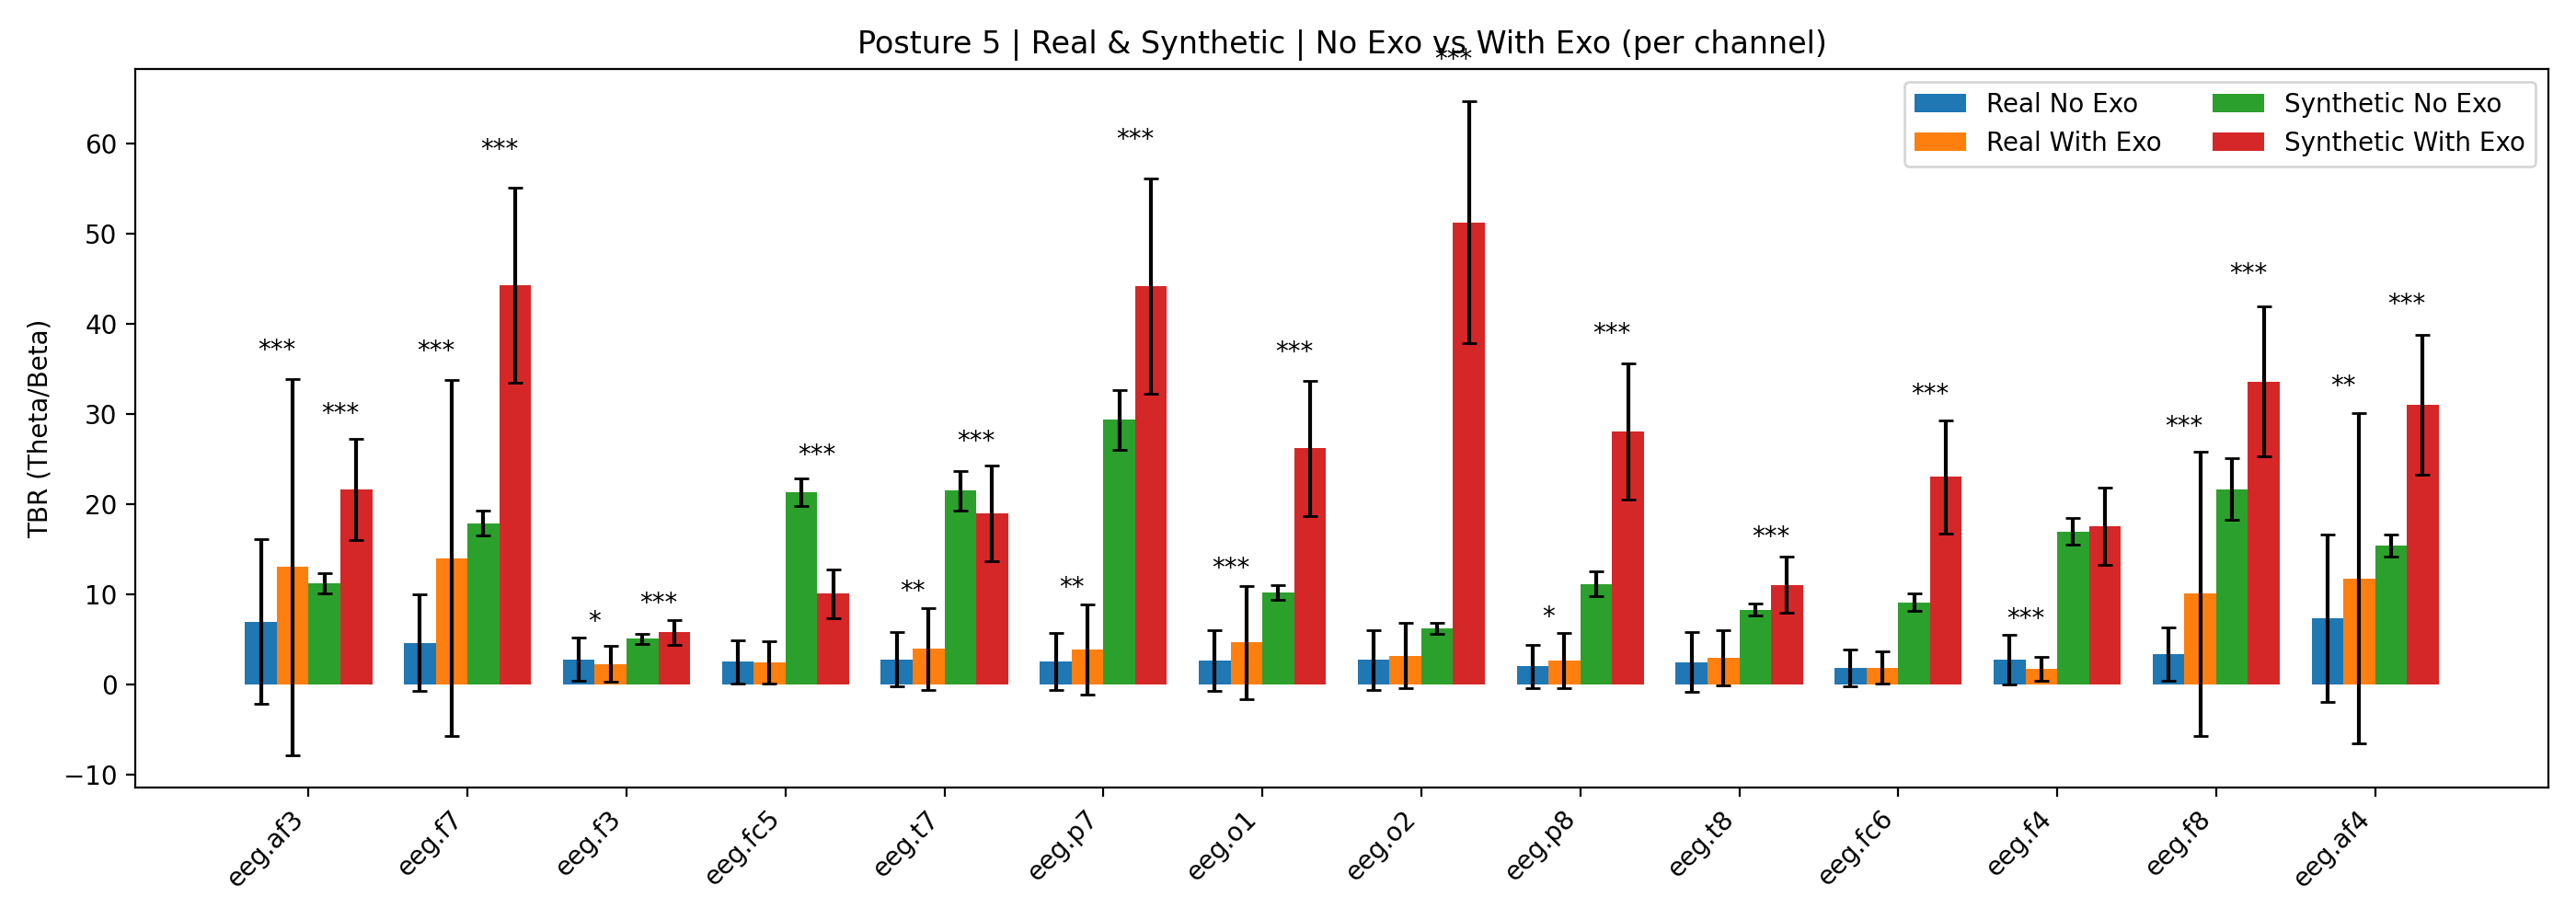 Posture 5 | Real & Synthetic | No Exo vs With Exo (per channel)
***
Real No Exo
Real With Exo
Synthetic No Exo
Synthetic With Exo
TBR (Theta/Beta)
60
50
40
30
20
10
0
−10
*** ***
*** ***
* ***
***
** ***
** ***
*** ***
* ***
***
***
***
*** ***
** ***
eeg.af3
eeg.f7
eeg.f3
eeg.fc5
eeg.t7
eeg.p7
eeg.o1
eeg.o2
eeg.p8
eeg.t8
eeg.fc6
eeg.f4
eeg.f8
eeg.af4